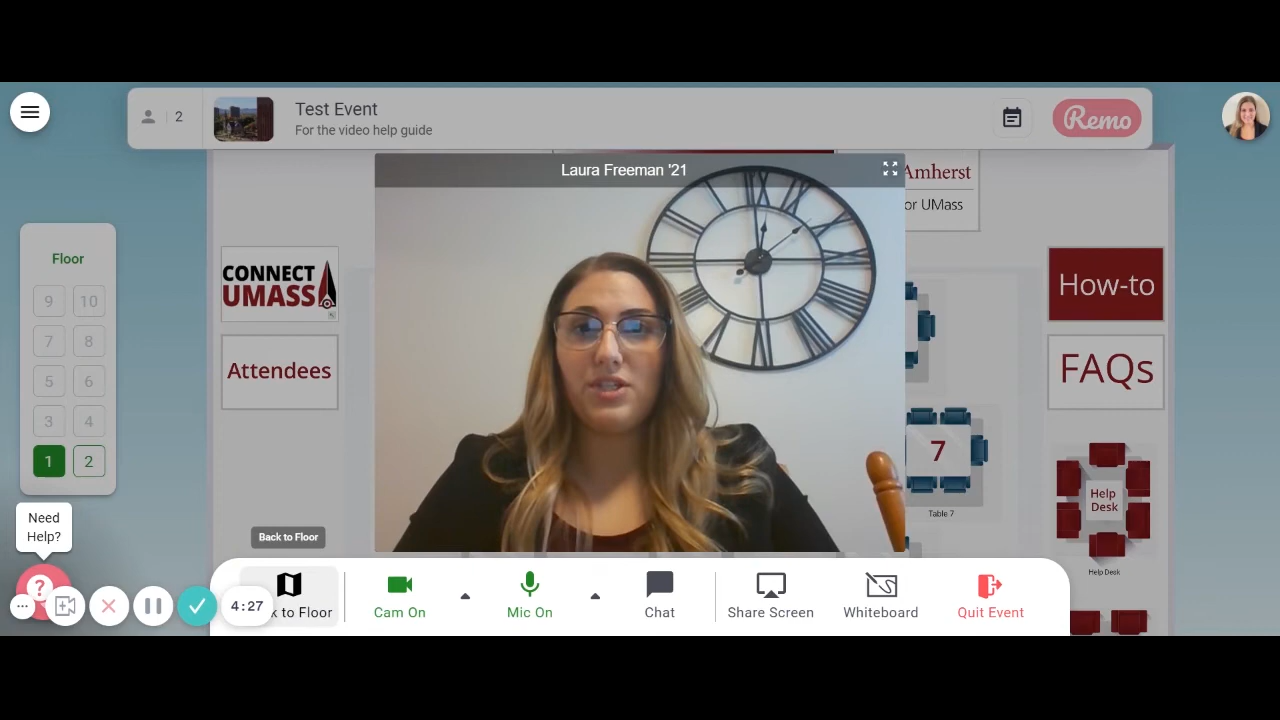 2
Test Event
For the video help guide
Remo
Laura Freeman '21
Amherst
or UMass
Floor
9 10
7 8
5 6
3 4
1 2
CONNECT
UMASS
Attendees
How-to
FAQs
7
Table 7
Help
Desk
Help Desk
Need
Help?
?
Back to Floor
4:27
k to Floor
Cam On
Mic On
Chat
Share Screen
Whiteboard
Quit Event